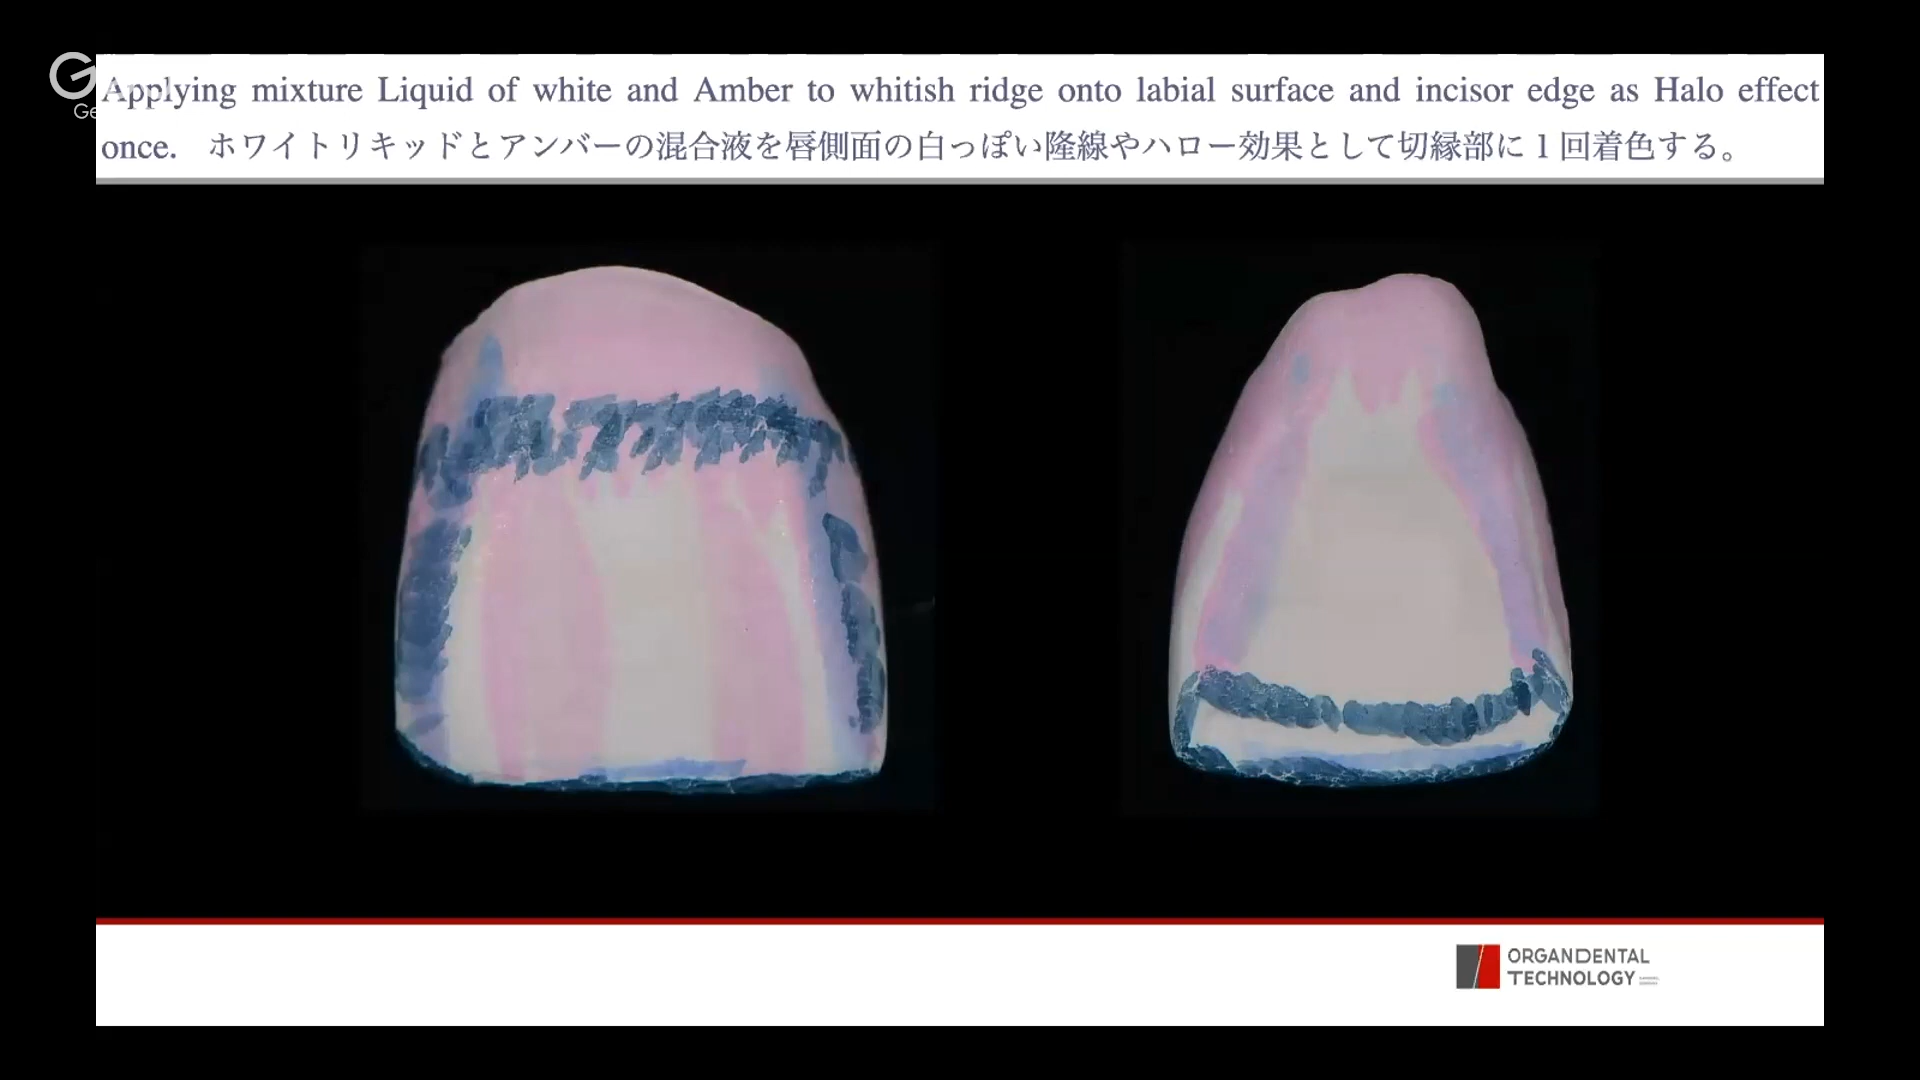 Applying mixture Liquid of white and Amber to whitish ridge onto labial surface and incisor edge as Halo effect
once. ホワイトリキッドとアンバーの混合液を唇側面の白っぽい隆線やハロー効果として切縁部に１回着色する。
ORGANDENTAL
TECHNOLOGY